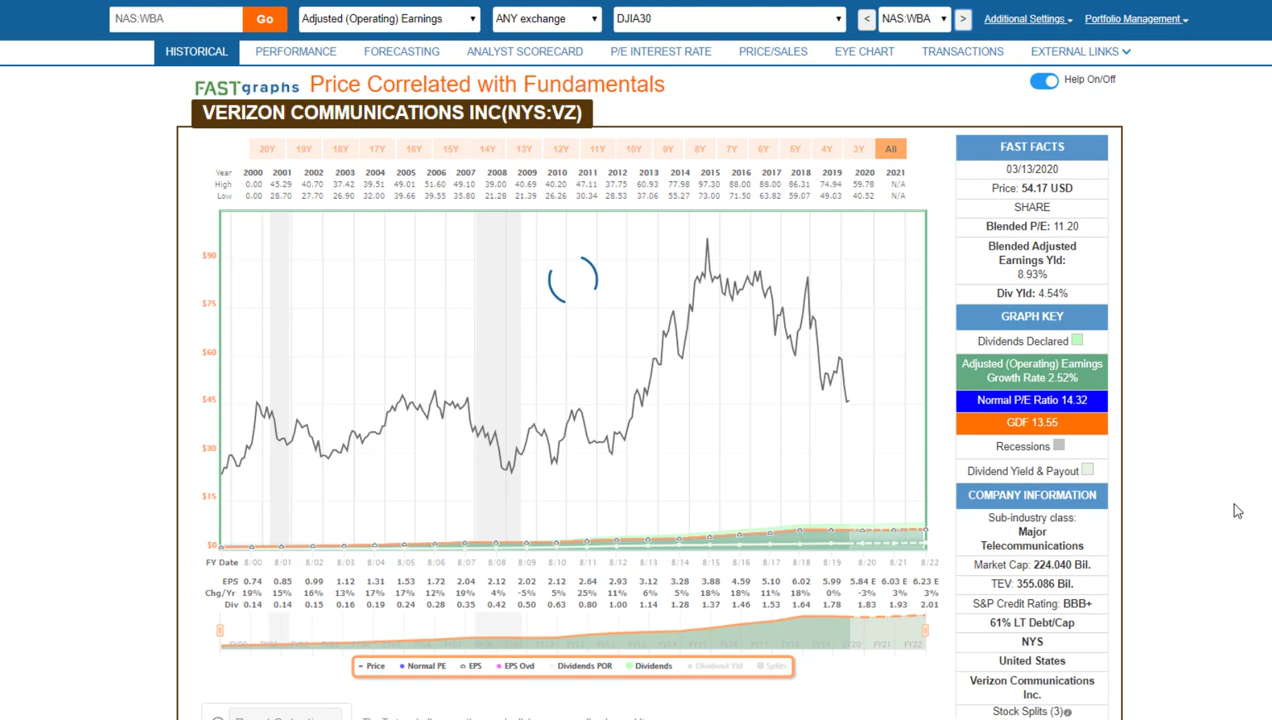 NAS:WBA Go Adjusted (Operating) Earnings ANY exchange DJIA30 < NAS:WBA > Additional Settings Portfolio Management
HISTORICAL PERFORMANCE FORECASTING ANALYST SCORECARD P/E INTEREST RATE PRICE/SALES EYE CHART TRANSACTIONS EXTERNAL LINKS
FASTgraphs Price Correlated with Fundamentals
Help On/Off
VERIZON COMMUNICATIONS INC(NYS:VZ)
20Y 19Y 18Y 17Y 16Y 15Y 14Y 13Y 12Y 11Y 10Y 9Y 8Y 7Y 6Y 5Y 4Y 3Y All
Year 2000 2001 2002 2003 2004 2005 2006 2007 2008 2009 2010 2011 2012 2013 2014 2015 2016 2017 2018 2019 2020 2021
High 0.00 45.29 40.70 37.42 39.51 49.01 51.60 49.10 39.00 40.69 40.20 47.11 37.75 60.93 77.98 97.30 88.00 88.00 86.31 74.94 59.78 N/A
Low 0.00 28.70 27.70 26.90 32.00 39.66 39.55 35.80 21.28 21.39 26.26 30.34 28.53 37.06 55.27 73.00 71.50 63.82 59.07 49.03 40.52 N/A
$90
$75
$60
$45
$30
$15
$0
FY Date 8/00 8/01 8/02 8/03 8/04 8/05 8/06 8/07 8/08 8/09 8/10 8/11 8/12 8/13 8/14 8/15 8/16 8/17 8/18 8/19 8/20 8/21 8/22
EPS 0.74 0.85 0.99 1.12 1.31 1.53 1.72 2.04 2.12 2.02 2.12 2.64 2.93 3.12 3.28 3.88 4.59 5.10 6.02 5.99 5.84 E 6.03 E 6.23 E
Chg/Yr 19% 15% 16% 13% 17% 17% 12% 19% 4% -5% 5% 25% 11% 6% 5% 18% 18% 11% 18% 0% -3% 3% 3%
Div 0.14 0.14 0.15 0.16 0.19 0.24 0.28 0.35 0.42 0.50 0.63 0.80 1.00 1.14 1.28 1.37 1.46 1.53 1.64 1.78 1.83 1.93 2.01
Price Normal PE EPS EPS Ovd Dividends POR Dividends Dividend Yld Splits
FAST FACTS
03/13/2020
Price: 54.17 USD
SHARE
Blended P/E: 11.20
Blended Adjusted
Earnings Yld:
8.93%
Div Yld: 4.54%
GRAPH KEY
Dividends Declared
Adjusted (Operating) Earnings
Growth Rate 2.52%
Normal P/E Ratio 14.32
GDF 13.55
Recessions
Dividend Yield & Payout
COMPANY INFORMATION
Sub-industry class:
Major
Telecommunications
Market Cap: 224.040 Bil.
TEV: 355.086 Bil.
S&P Credit Rating: BBB+
61% LT Debt/Cap
NYS
United States
Verizon Communications
Inc.
Stock Splits (3)